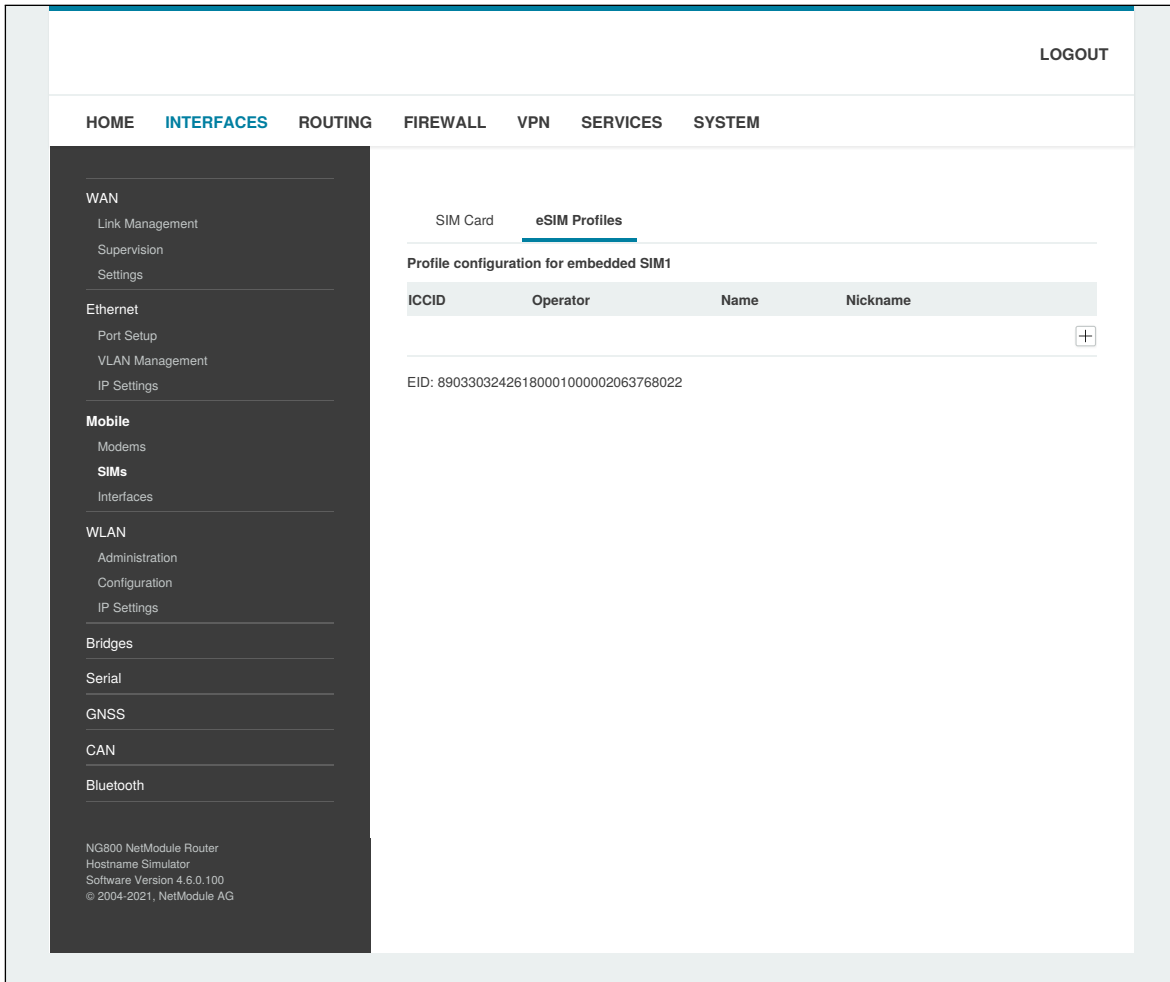 LOGOUT
HOME INTERFACES ROUTING FIREWALL VPN SERVICES SYSTEM
WAN
Link Management
Supervision
Settings
Ethernet
Port Setup
VLAN Management
IP Settings
Mobile
Modems
SIMs
Interfaces
WLAN
Administration
Configuration
IP Settings
Bridges
Serial
GNSS
CAN
Bluetooth
NG800 NetModule Router
Hostname Simulator
Software Version 4.6.0.100
© 2004-2021, NetModule AG
SIM Card eSIM Profiles
Profile configuration for embedded SIM1
ICCID Operator Name Nickname
EID: 89033032426180001000002063768022